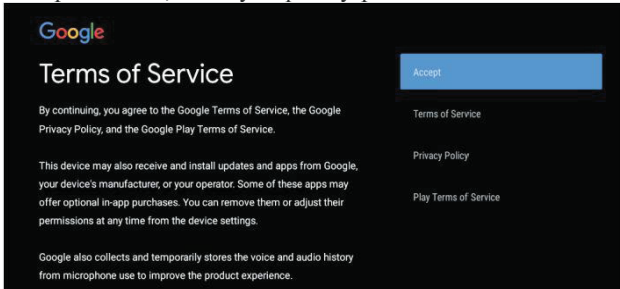 Google
Terms of Service
By continuing, you agree to the Google Terms of Service, the Google
Privacy Policy, and the Google Play Terms of Service.
This device may also receive and install updates and apps from Google,
your device's manufacturer, or your operator. Some of these apps may
offer optional in-app purchases. You can remove them or adjust their
permissions at any time from the device settings.
Google also collects and temporarily stores the voice and audio history
from microphone use to improve the product experience.
Accept
Terms of Service
Privacy Policy
Play Terms of Service